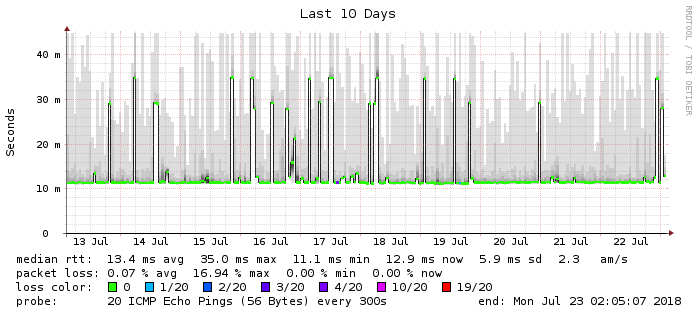 Last 10 Days
RRDTOOL / TOBI OETIKER
Seconds
40 m
30 m
20 m
10 m
0
13 Jul 14 Jul 15 Jul 16 Jul 17 Jul 18 Jul 19 Jul 20 Jul 21 Jul 22 Jul
median rtt: 13.4 ms avg 35.0 ms max 11.1 ms min 12.9 ms now 5.9 ms sd 2.3 am/s
packet loss: 0.07 % avg 16.94 % max 0.00 % min 0.00 % now
loss color: 0 1/20 2/20 3/20 4/20 10/20 19/20
probe: 20 ICMP Echo Pings (56 Bytes) every 300s end: Mon Jul 23 02:05:07 2018